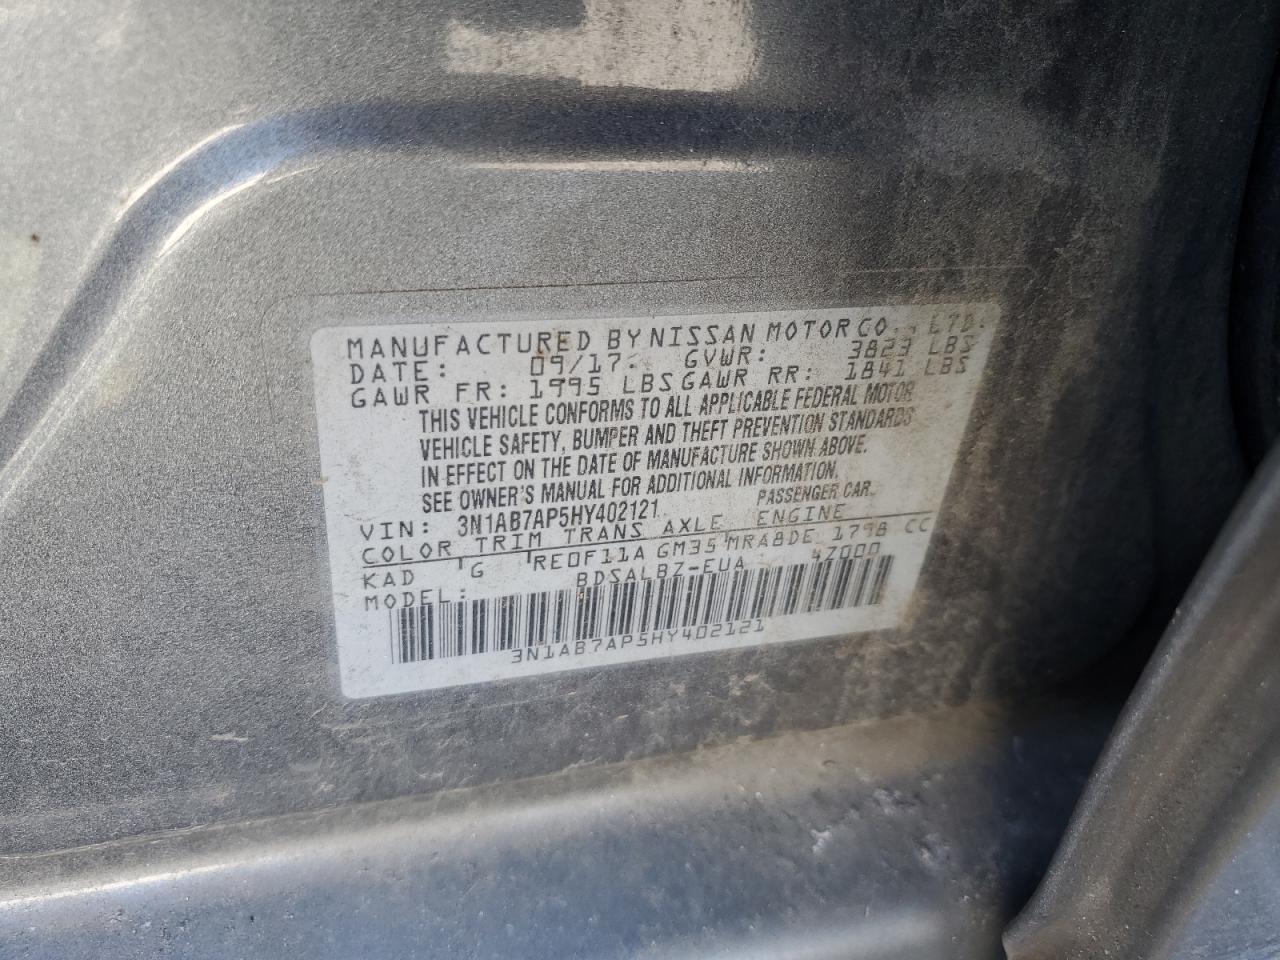 MANUFACTURED BY NISSAN MOTOR CO., LTD.
DATE: 09/17 GVWR: 3823 LBS
GAWR FR: 1995 LBS GAWR RR: 1841 LBS
THIS VEHICLE CONFORMS TO ALL APPLICABLE FEDERAL MOTOR
VEHICLE SAFETY, BUMPER AND THEFT PREVENTION STANDARDS
IN EFFECT ON THE DATE OF MANUFACTURE SHOWN ABOVE.
SEE OWNER'S MANUAL FOR ADDITIONAL INFORMATION.
VIN: 3N1AB7AP5HY402121 PASSENGER CAR
COLOR TRIM TRANS AXLE ENGINE
KAD G RE0F11A GM35 MRA8DE 1798 CC
MODEL: BDSALBZ-EUA 4Z000
3N1AB7AP5HY402121